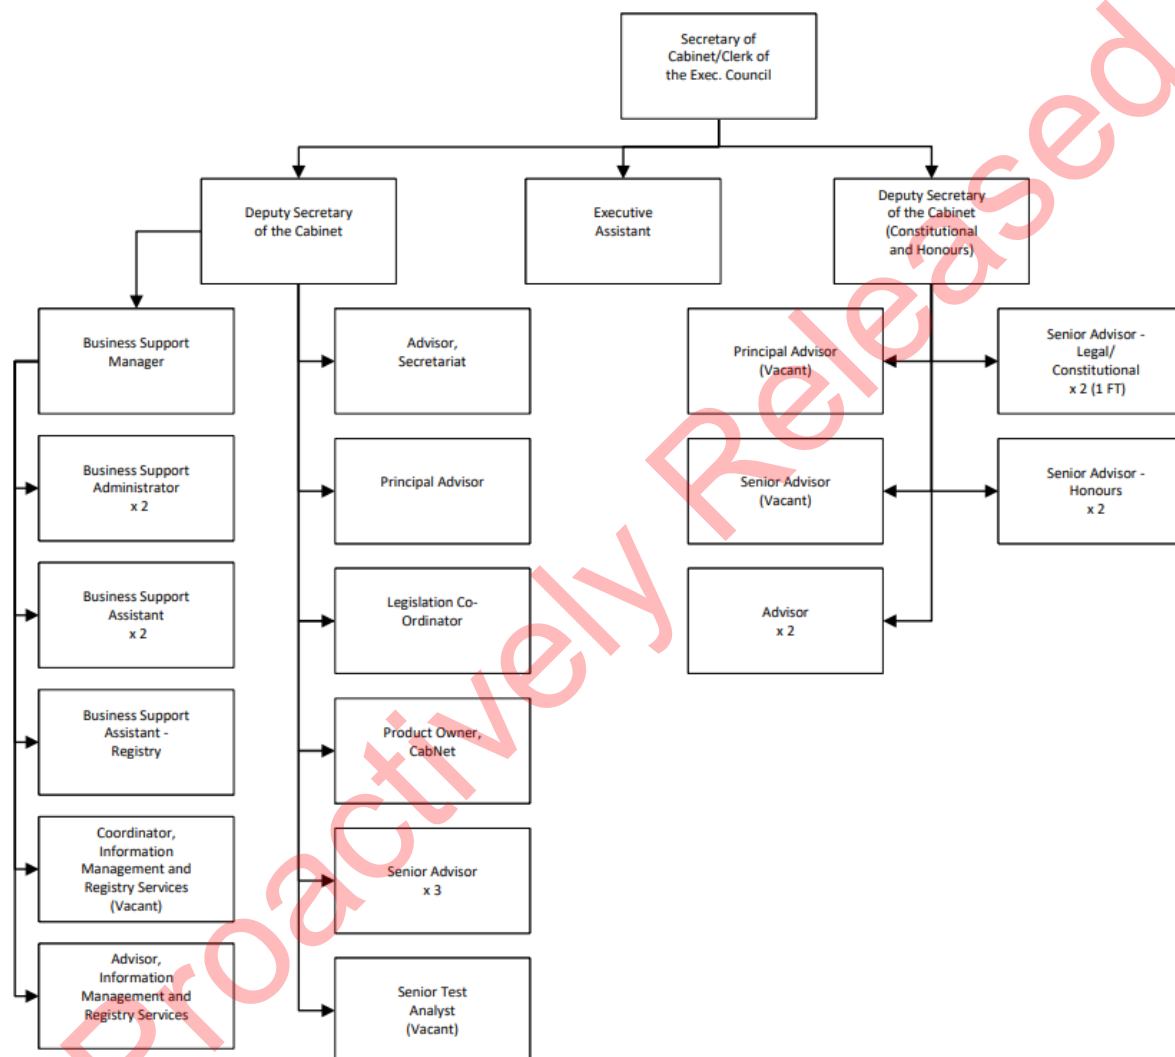 Secretary of
Cabinet/Clerk of
the Exec. Council
Deputy Secretary
of the Cabinet
Executive
Assistant
Deputy Secretary
of the Cabinet
(Constitutional
and Honours)
Business Support
Manager
Advisor,
Secretariat
Principal Advisor
(Vacant)
Senior Advisor -
Legal/
Constitutional
x 2 (1 FT)
Business Support
Administrator
x 2
Principal Advisor
Senior Advisor
(Vacant)
Senior Advisor -
Honours
x 2
Business Support
Assistant
x 2
Legislation Co-
Ordinator
Advisor
x 2
Business Support
Assistant -
Registry
Product Owner,
CabNet
Coordinator,
Information
Management and
Registry Services
(Vacant)
Senior Advisor
x 3
Advisor,
Information
Management and
Registry Services
Senior Test
Analyst
(Vacant)
Proactively Released